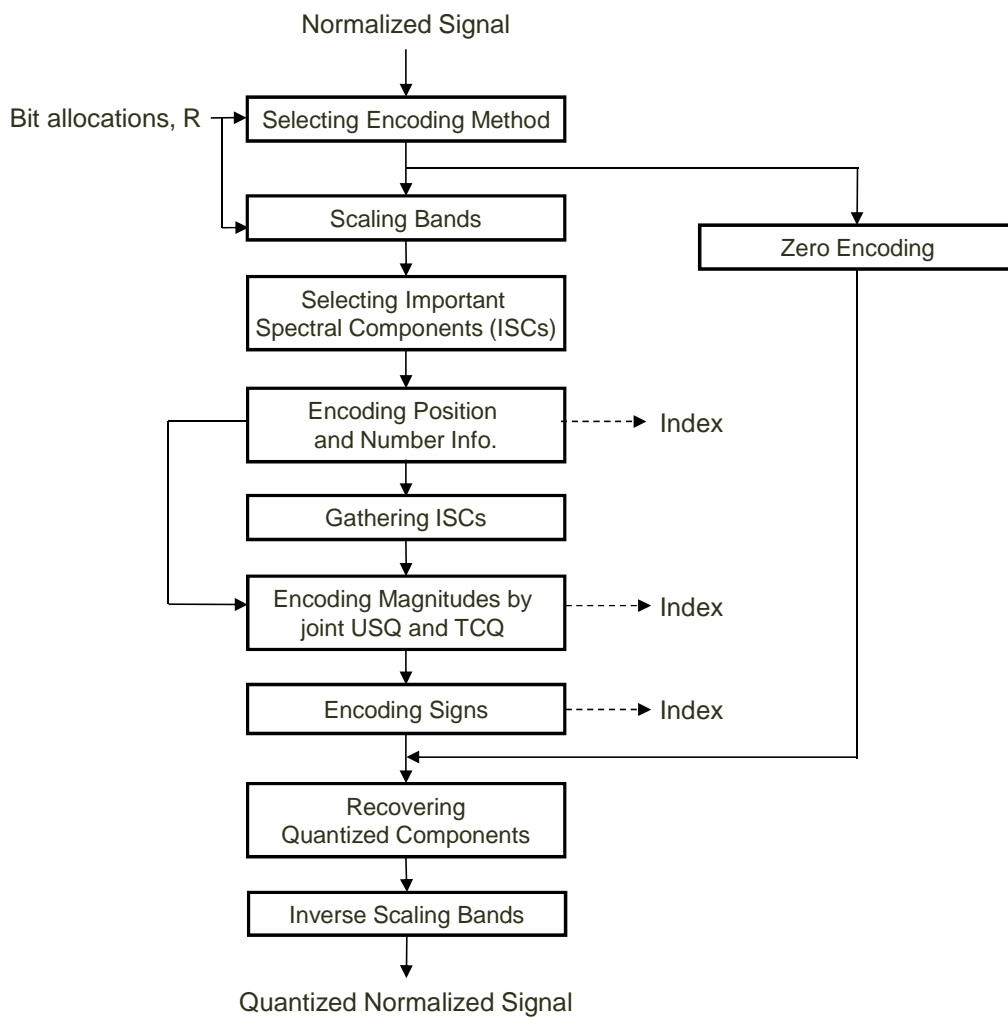 Normalized Signal
Bit allocations, R
Selecting Encoding Method
Scaling Bands
Zero Encoding
Selecting Important
Spectral Components (ISCs)
Encoding Position
and Number Info.
Index
Gathering ISCs
Encoding Magnitudes by
joint USQ and TCQ
Index
Encoding Signs
Index
Recovering
Quantized Components
Inverse Scaling Bands
Quantized Normalized Signal